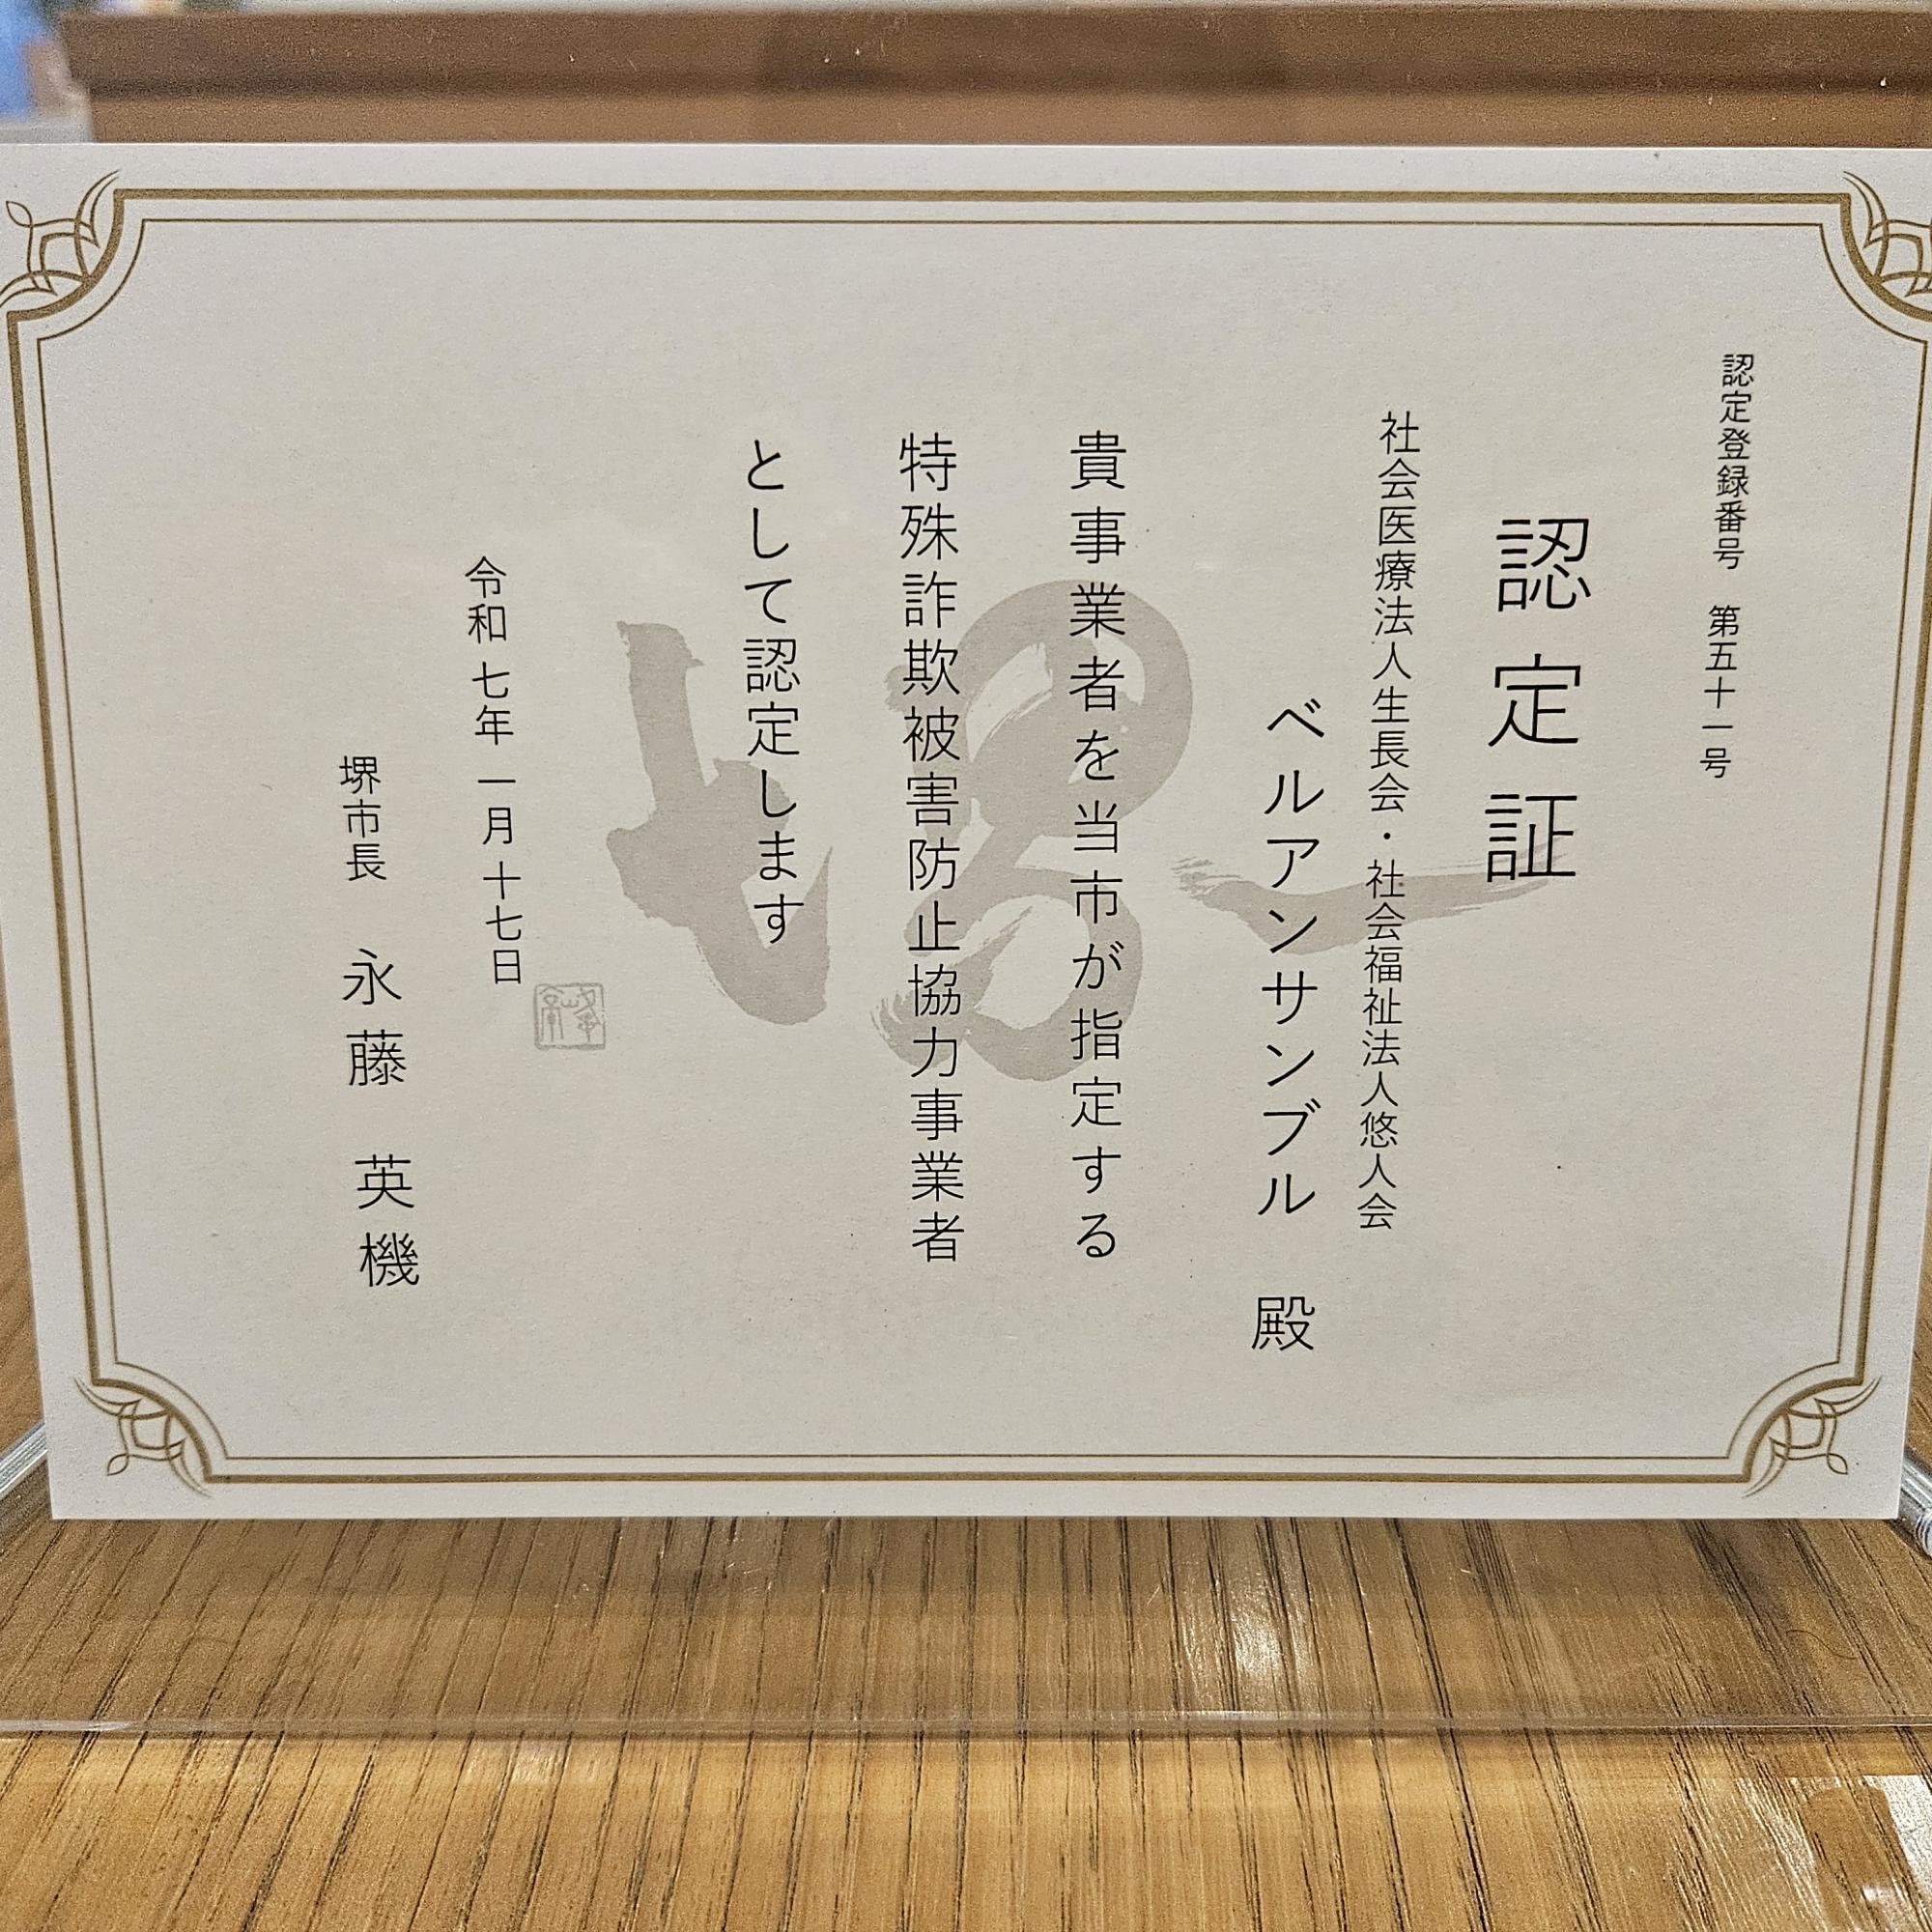 認定登録番号　第五十一号
認定証
社会医療法人生長会・社会福祉法人悠人会
ベルアンサンブル　殿
貴事業者を当市が指定する
特殊詐欺被害防止協力事業者
として認定します
令和七年一月十七日
堺市長　永藤　英機